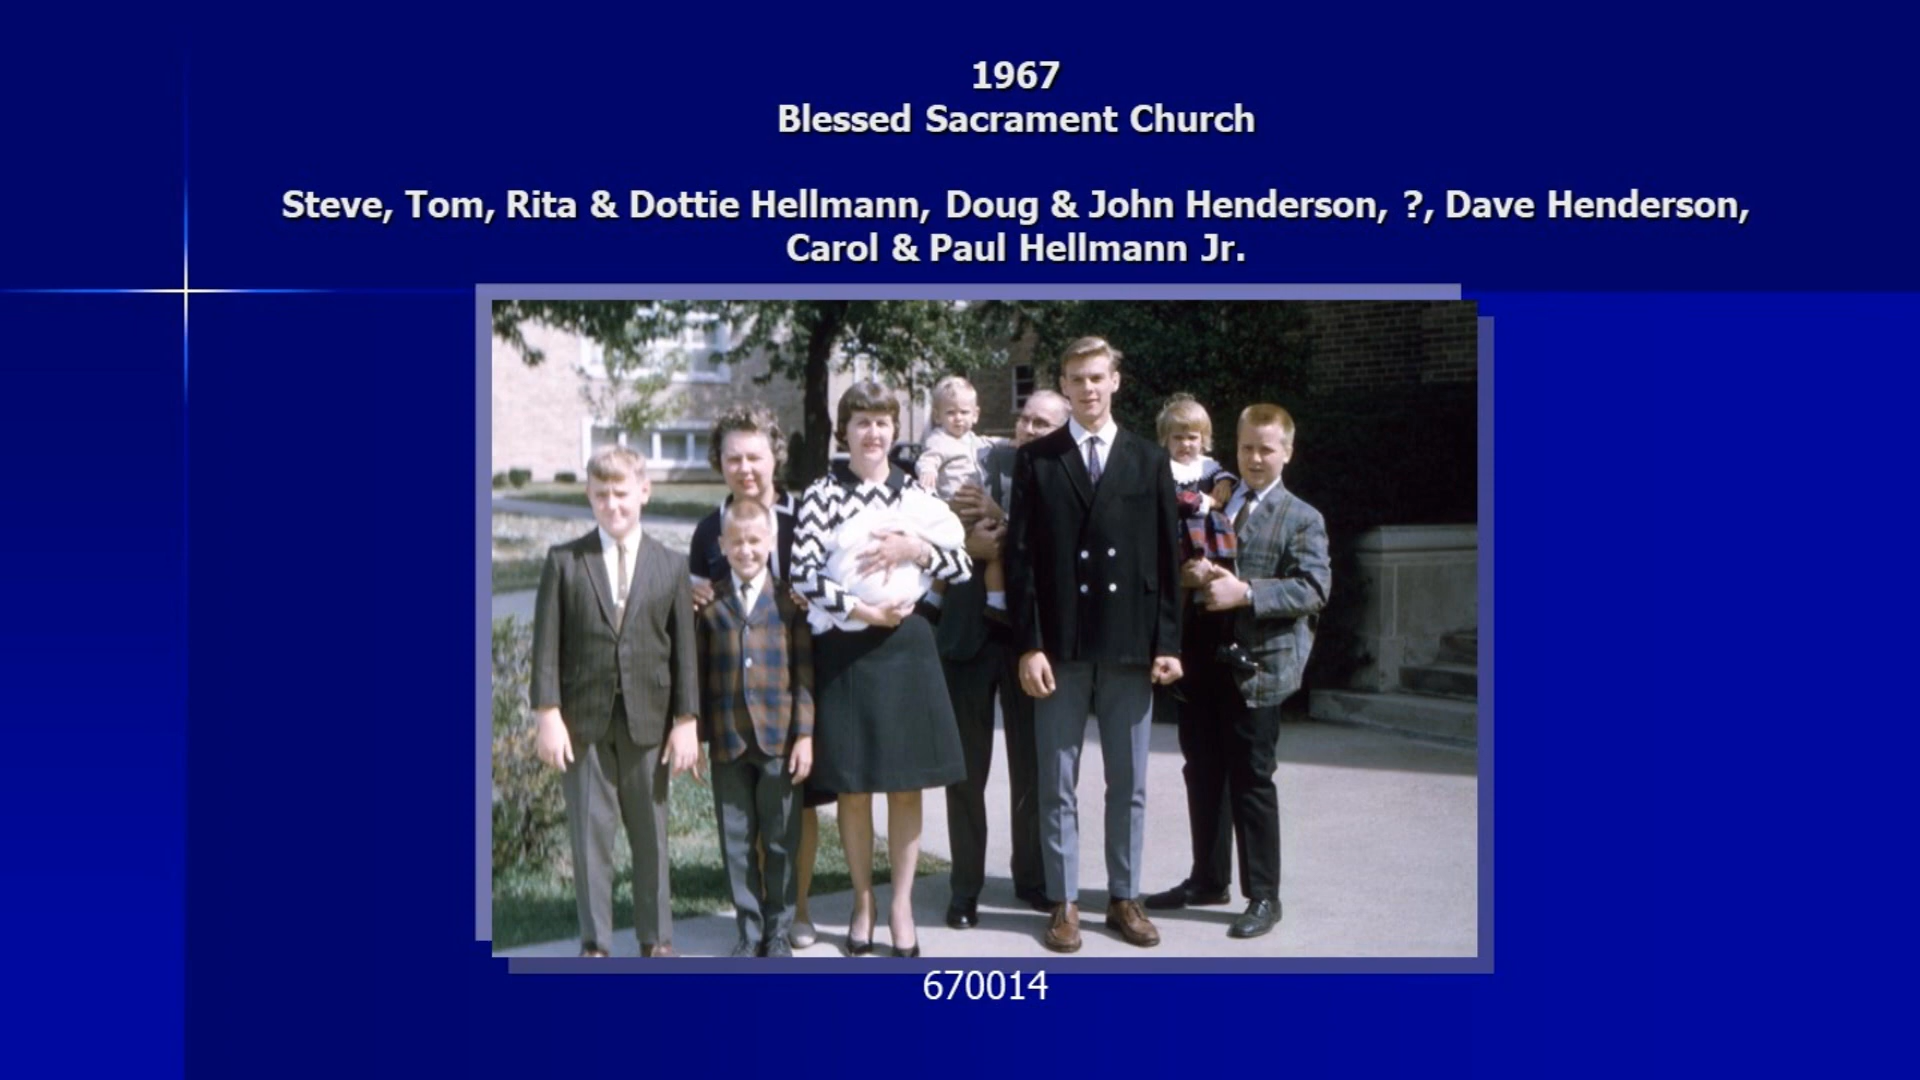 1967
Blessed Sacrament Church
Steve, Tom, Rita & Dottie Hellmann, Doug & John Henderson, ?, Dave Henderson,
Carol & Paul Hellmann Jr.
670014